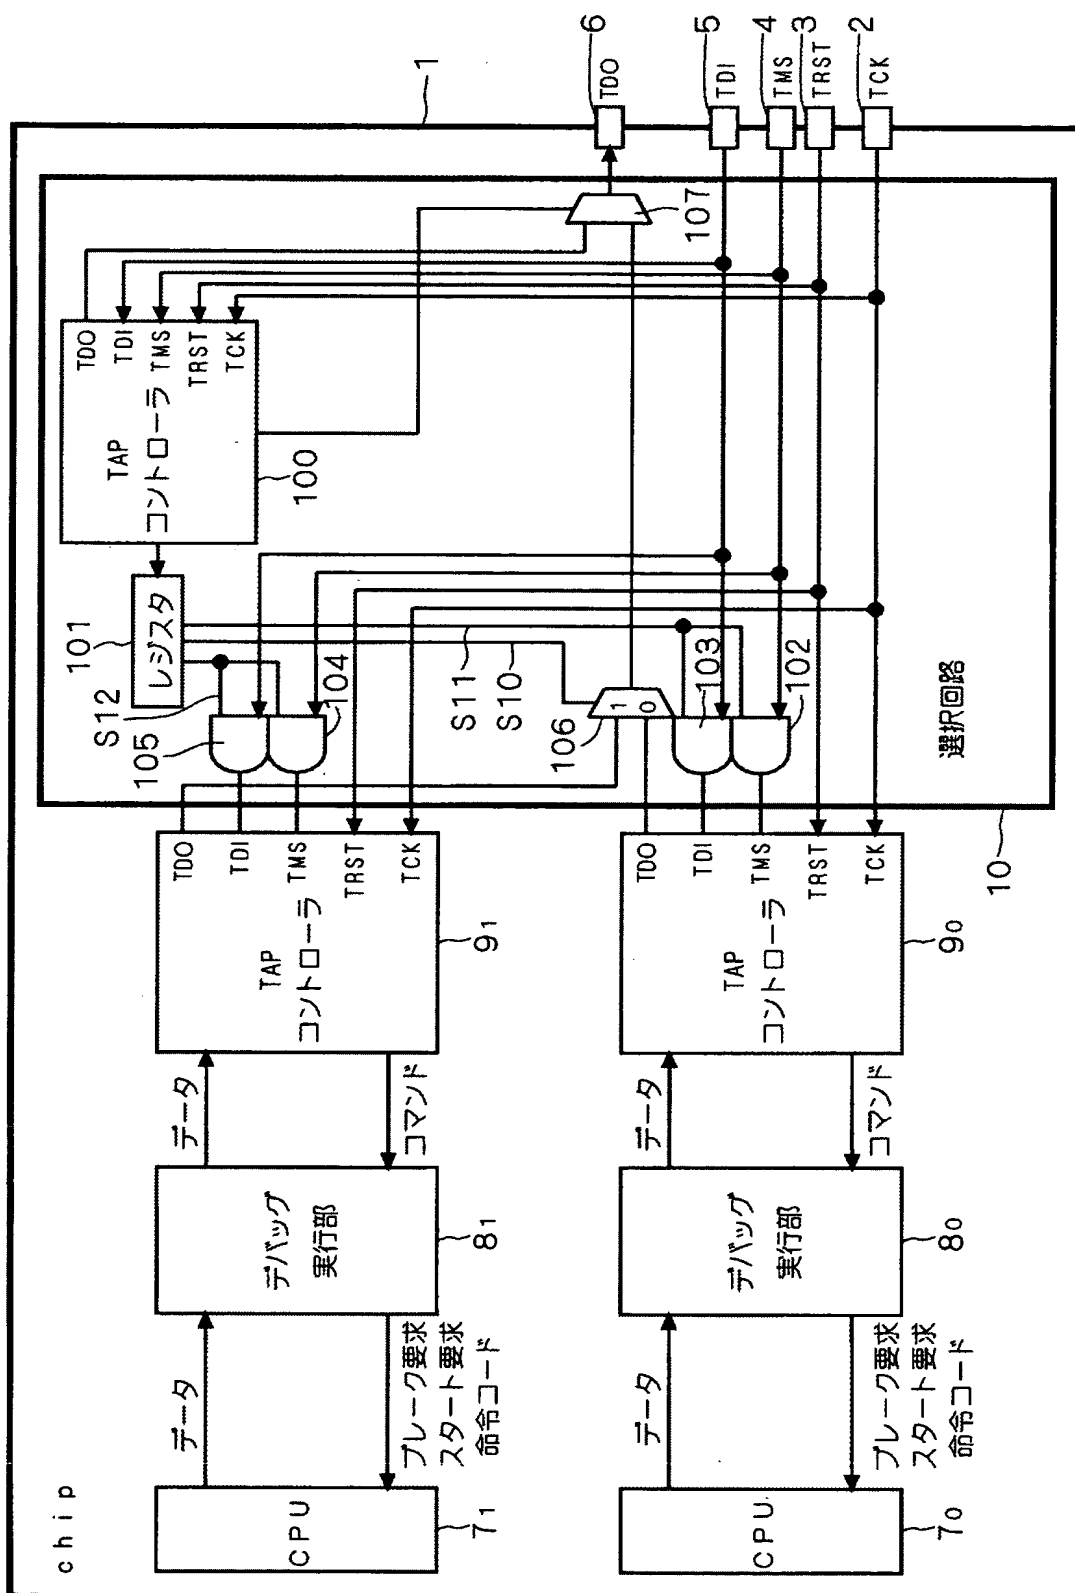 chip
1
CPU
7₁
データ
ブレーク要求
スタート要求
命令コード
デバッグ
実行部
8₁
データ
コマンド
TAP
コントローラ
9₁
TDO
TDI
TMS
TRST
TCK
CPU
7₀
データ
ブレーク要求
スタート要求
命令コード
デバッグ
実行部
8₀
データ
コマンド
TAP
コントローラ
9₀
TDO
TDI
TMS
TRST
TCK
選択回路
10
レジスタ
101
S12
105
104
S11
S10
106
1
0
103
102
TAP
コントローラ
100
TDO
TDI
TMS
TRST
TCK
107
TDO
6
TDI
5
TMS
4
TRST
3
TCK
2